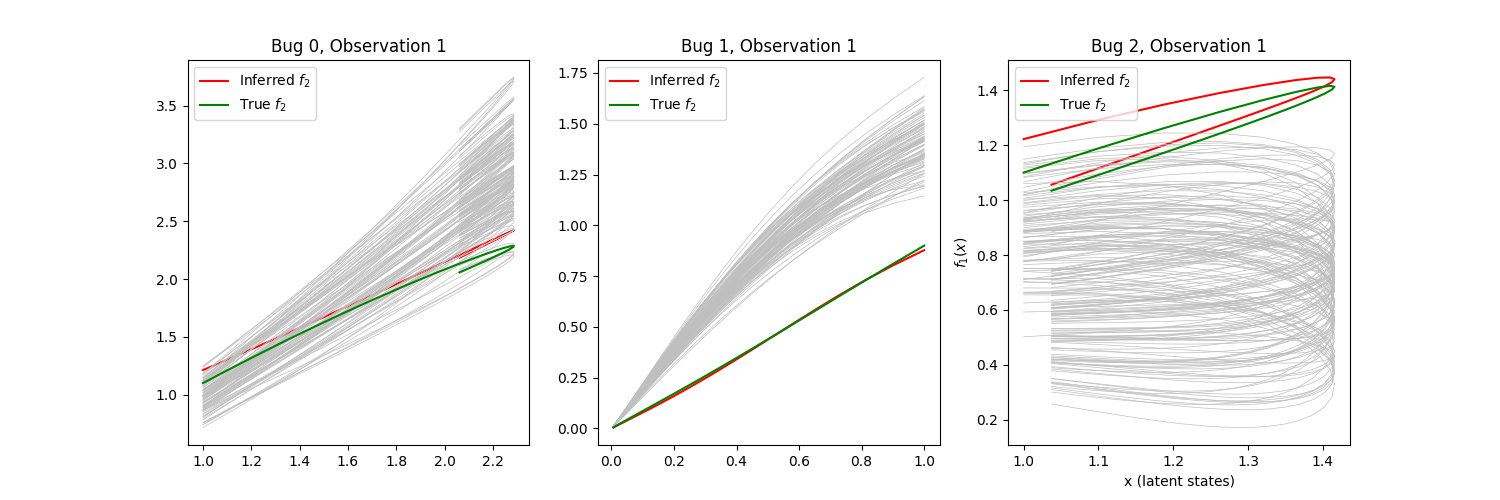 Bug 0, Observation 1
Inferred f₂
True f₂
3.5
3.0
2.5
2.0
1.5
1.0
1.0 1.2 1.4 1.6 1.8 2.0 2.2
Bug 1, Observation 1
Inferred f₂
True f₂
1.75
1.50
1.25
1.00
0.75
0.50
0.25
0.00
0.0 0.2 0.4 0.6 0.8 1.0
Bug 2, Observation 1
Inferred f₂
True f₂
f₁(x)
1.4
1.2
1.0
0.8
0.6
0.4
0.2
1.0 1.1 1.2 1.3 1.4
x (latent states)